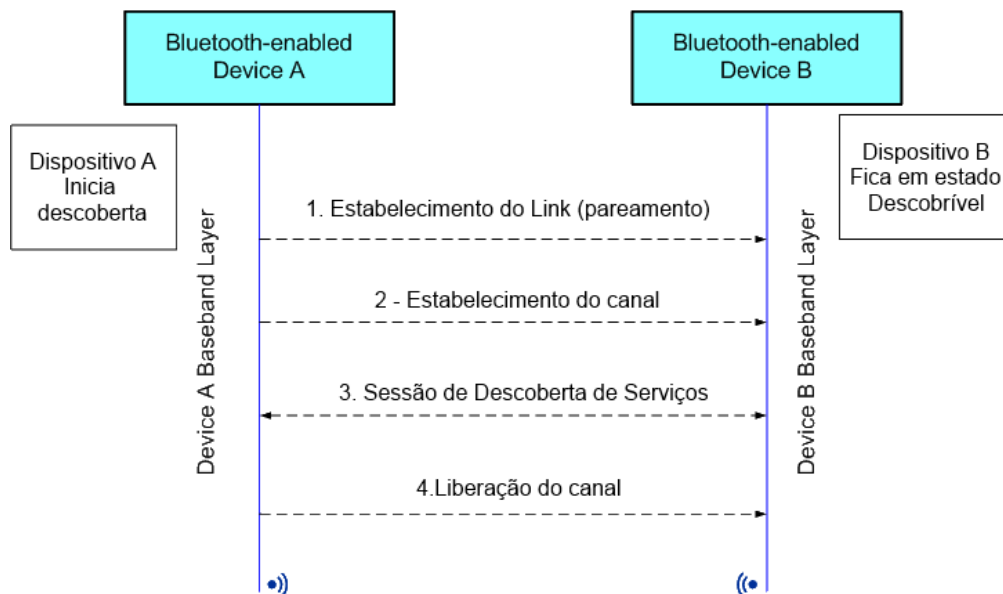 Bluetooth-enabled
Device A
Bluetooth-enabled
Device B
Dispositivo A
Inicia
descoberta
Dispositivo B
Fica em estado
Descobrível
1. Estabelecimento do Link (pareamento)
2 - Estabelecimento do canal
3. Sessão de Descoberta de Serviços
4.Liberação do canal
Device A Baseband Layer
Device B Baseband Layer